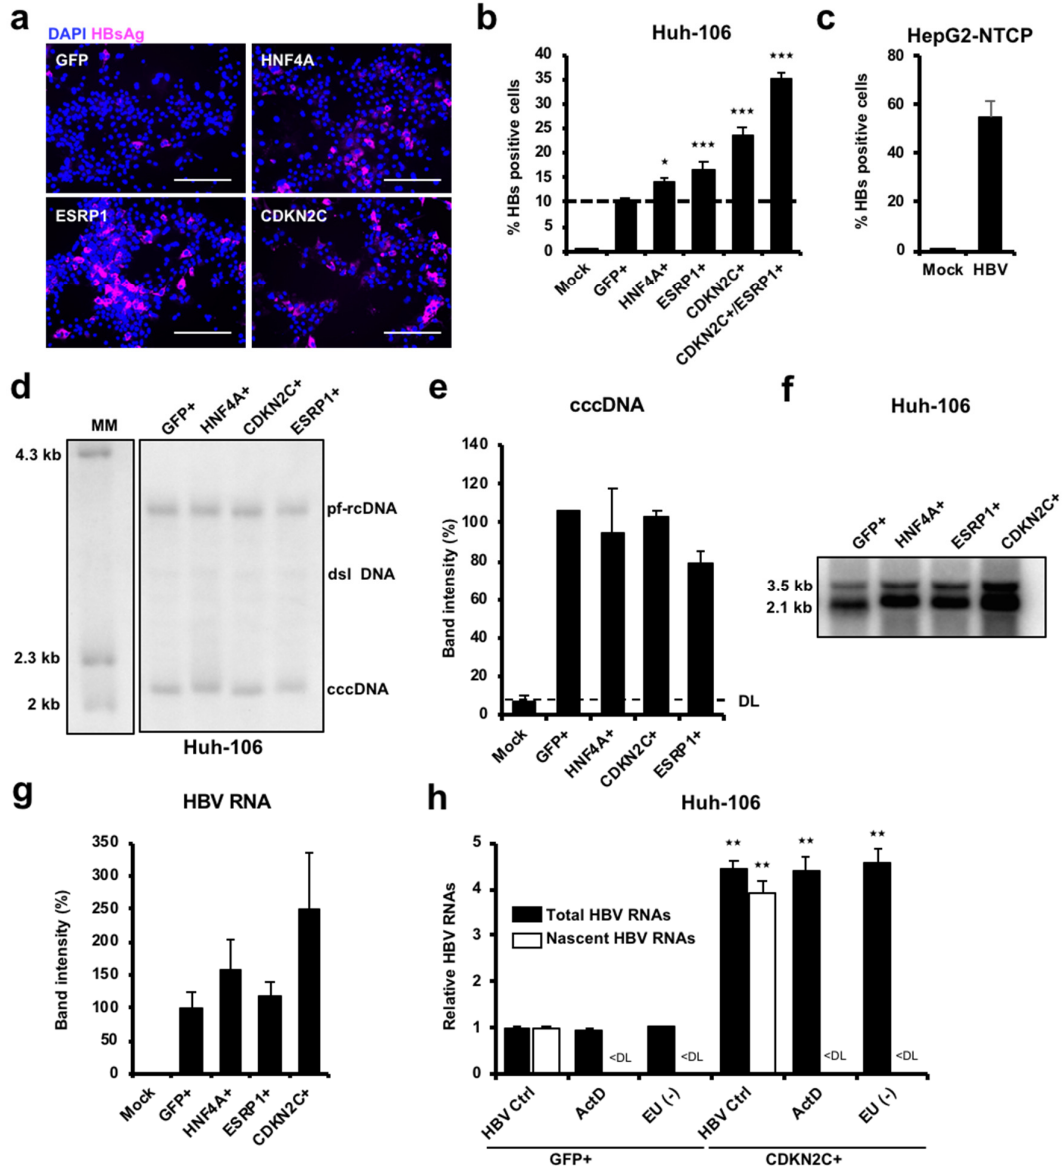 a
DAPI HBsAg
GFP
HNF4A
ESRP1
CDKN2C
b
Huh-106
% HBs positive cells
40
35
30
25
20
15
10
5
0
***
***
***
*
Mock
GFP+
HNF4A+
ESRP1+
CDKN2C+
CDKN2C+/ESRP1+
c
HepG2-NTCP
% HBs positive cells
80
60
40
20
0
Mock HBV
d
MM
GFP+
HNF4A+
CDKN2C+
ESRP1+
4.3 kb
2.3 kb
2 kb
pf-rcDNA
dsl DNA
cccDNA
Huh-106
e
cccDNA
Band intensity (%)
140
120
100
80
60
40
20
0
DL
Mock
GFP+
HNF4A+
CDKN2C+
ESRP1+
f
Huh-106
GFP+
HNF4A+
ESRP1+
CDKN2C+
3.5 kb
2.1 kb
g
HBV RNA
Band intensity (%)
350
300
250
200
150
100
50
0
Mock
GFP+
HNF4A+
ESRP1+
CDKN2C+
h
Huh-106
Relative HBV RNAs
5
4
3
2
1
0
Total HBV RNAs
Nascent HBV RNAs
**
**
**
**
<DL
<DL
<DL
<DL
HBV Ctrl
ActD
EU (-)
HBV Ctrl
ActD
EU (-)
GFP+
CDKN2C+